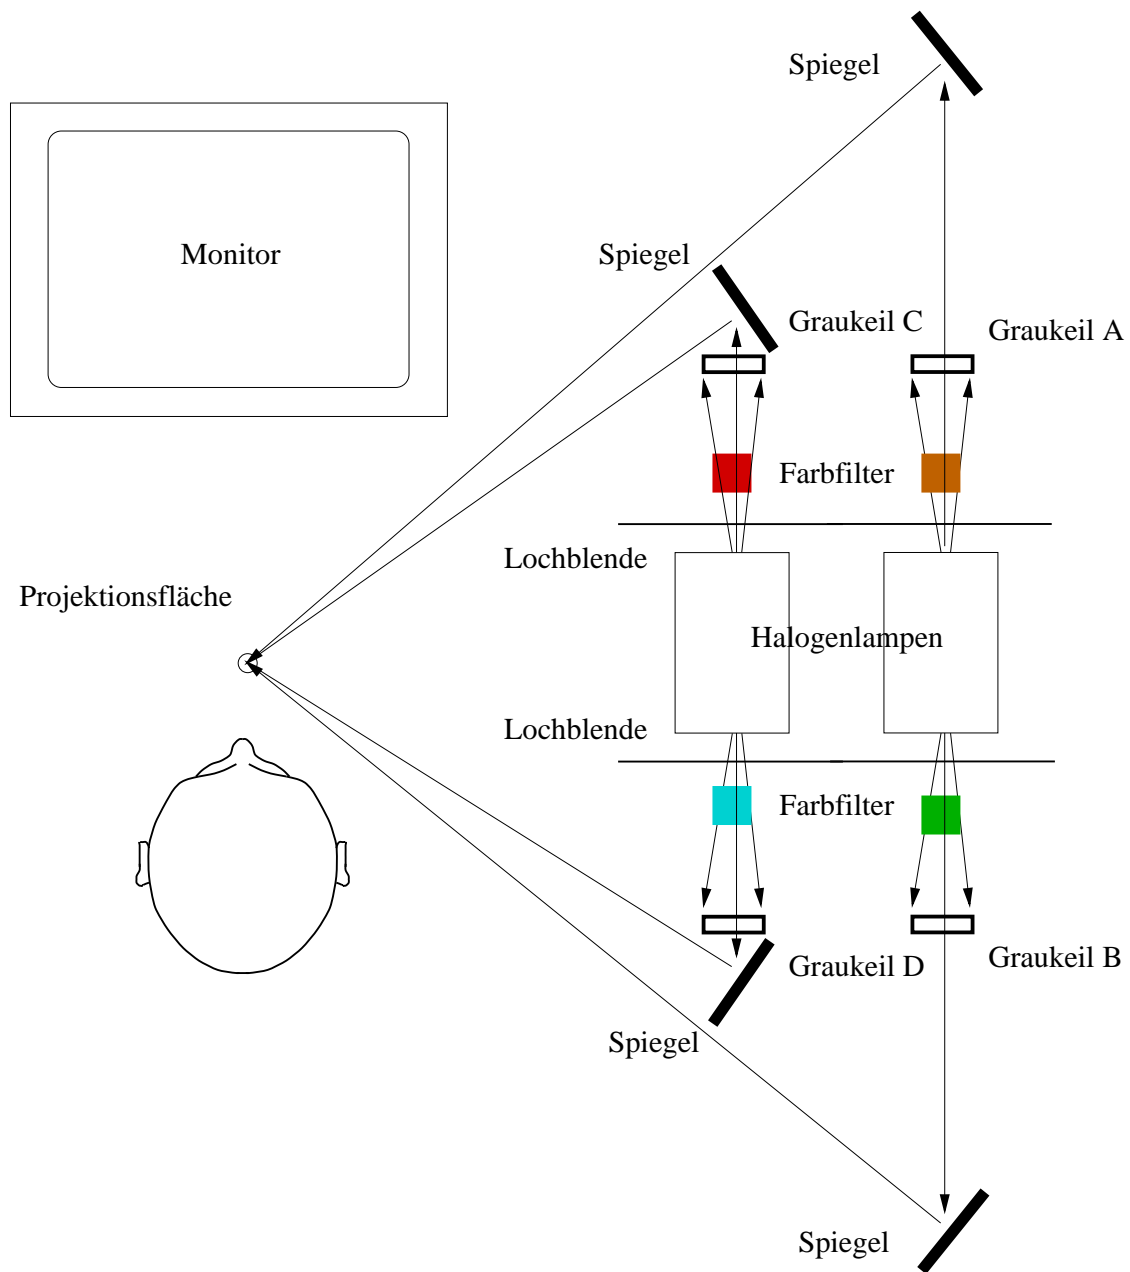 Spiegel
Monitor
Spiegel
Graukeil C
Graukeil A
Farbfilter
Lochblende
Projektionsfläche
Halogenlampen
Lochblende
Farbfilter
Graukeil D
Graukeil B
Spiegel
Spiegel